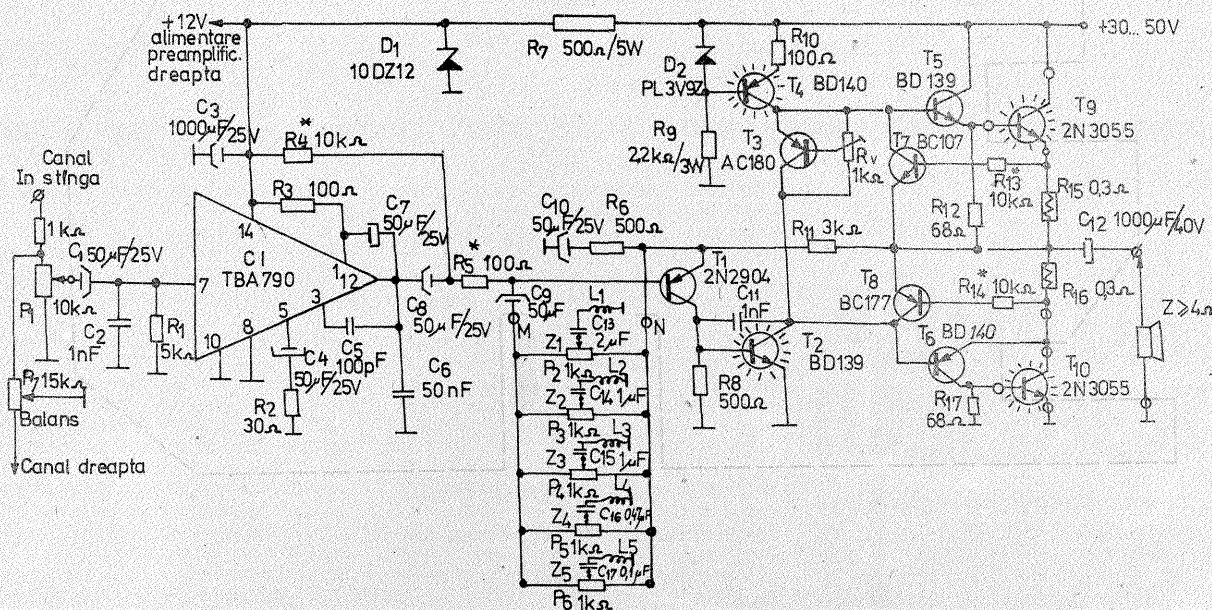 +12V
alimentare
preamplific.
dreapta
D1
10DZ12
R7 500Ω/5W
D2
PL3V9Z
R10
100Ω
T4 BD140
T5
BD139
+30...50V
T9
2N3055
C3
1000μF/25V
R4* 10kΩ
R3 100Ω
C7
50μF/
25V
R9
2,2kΩ
/3W
T3
AC180
RV
1kΩ
T7
BC107
R13*
10kΩ
R12
68Ω
R15 0,3Ω
C12 1000μF/40V
Canal
In stînga
1kΩ
C1 50μF/25V
P1
10kΩ
C2
1nF
R1
5kΩ
CI
TBA790
14
1
12
7
10
8
5
3
C4
50μF/
25V
C5
100pF
R2
30Ω
C6
50nF
C8
50μF/25V
R5* 100Ω
C10
50μF/25V
R6
500Ω
R11 3kΩ
T1
2N2904
C11
1nF
T2
BD139
R8
500Ω
T8
BC177
R14* 10kΩ
R16 0,3Ω
T6 BD140
T10
2N3055
R17
68Ω
Z⩾4Ω
P7 15kΩ
Balans
Canal dreapta
C9
50μF
M
N
L1
C13
2μF
Z1
P2 1kΩ
L2
C14 1μF
Z2
P3 1kΩ
L3
C15 1μF
Z3
P4 1kΩ
L4
C16 0,47μF
Z4
P5 1kΩ
L5
C17 0,1μF
Z5
P6 1kΩ